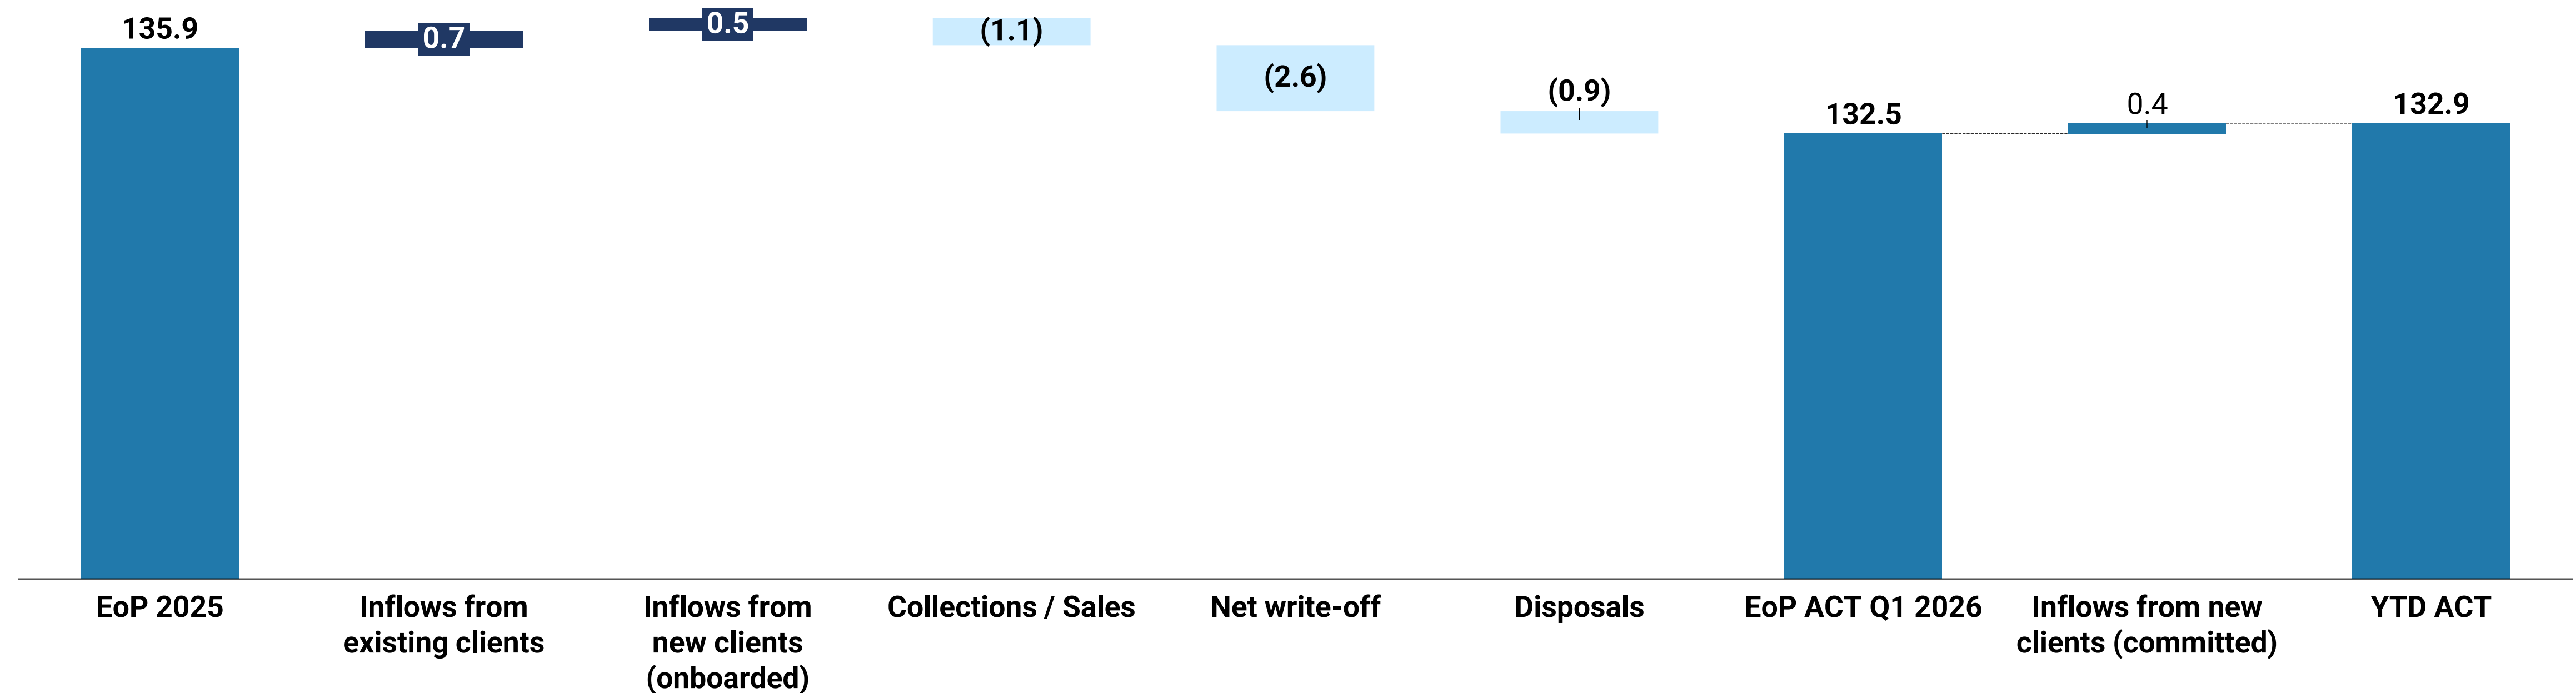 135.9
0.7
0.5
(1.1)
(2.6)
(0.9)
132.5
0.4
132.9
EoP 2025
Inflows from
existing clients
Inflows from
new clients
(onboarded)
Collections / Sales
Net write-off
Disposals
EoP ACT Q1 2026
Inflows from new
clients (committed)
YTD ACT